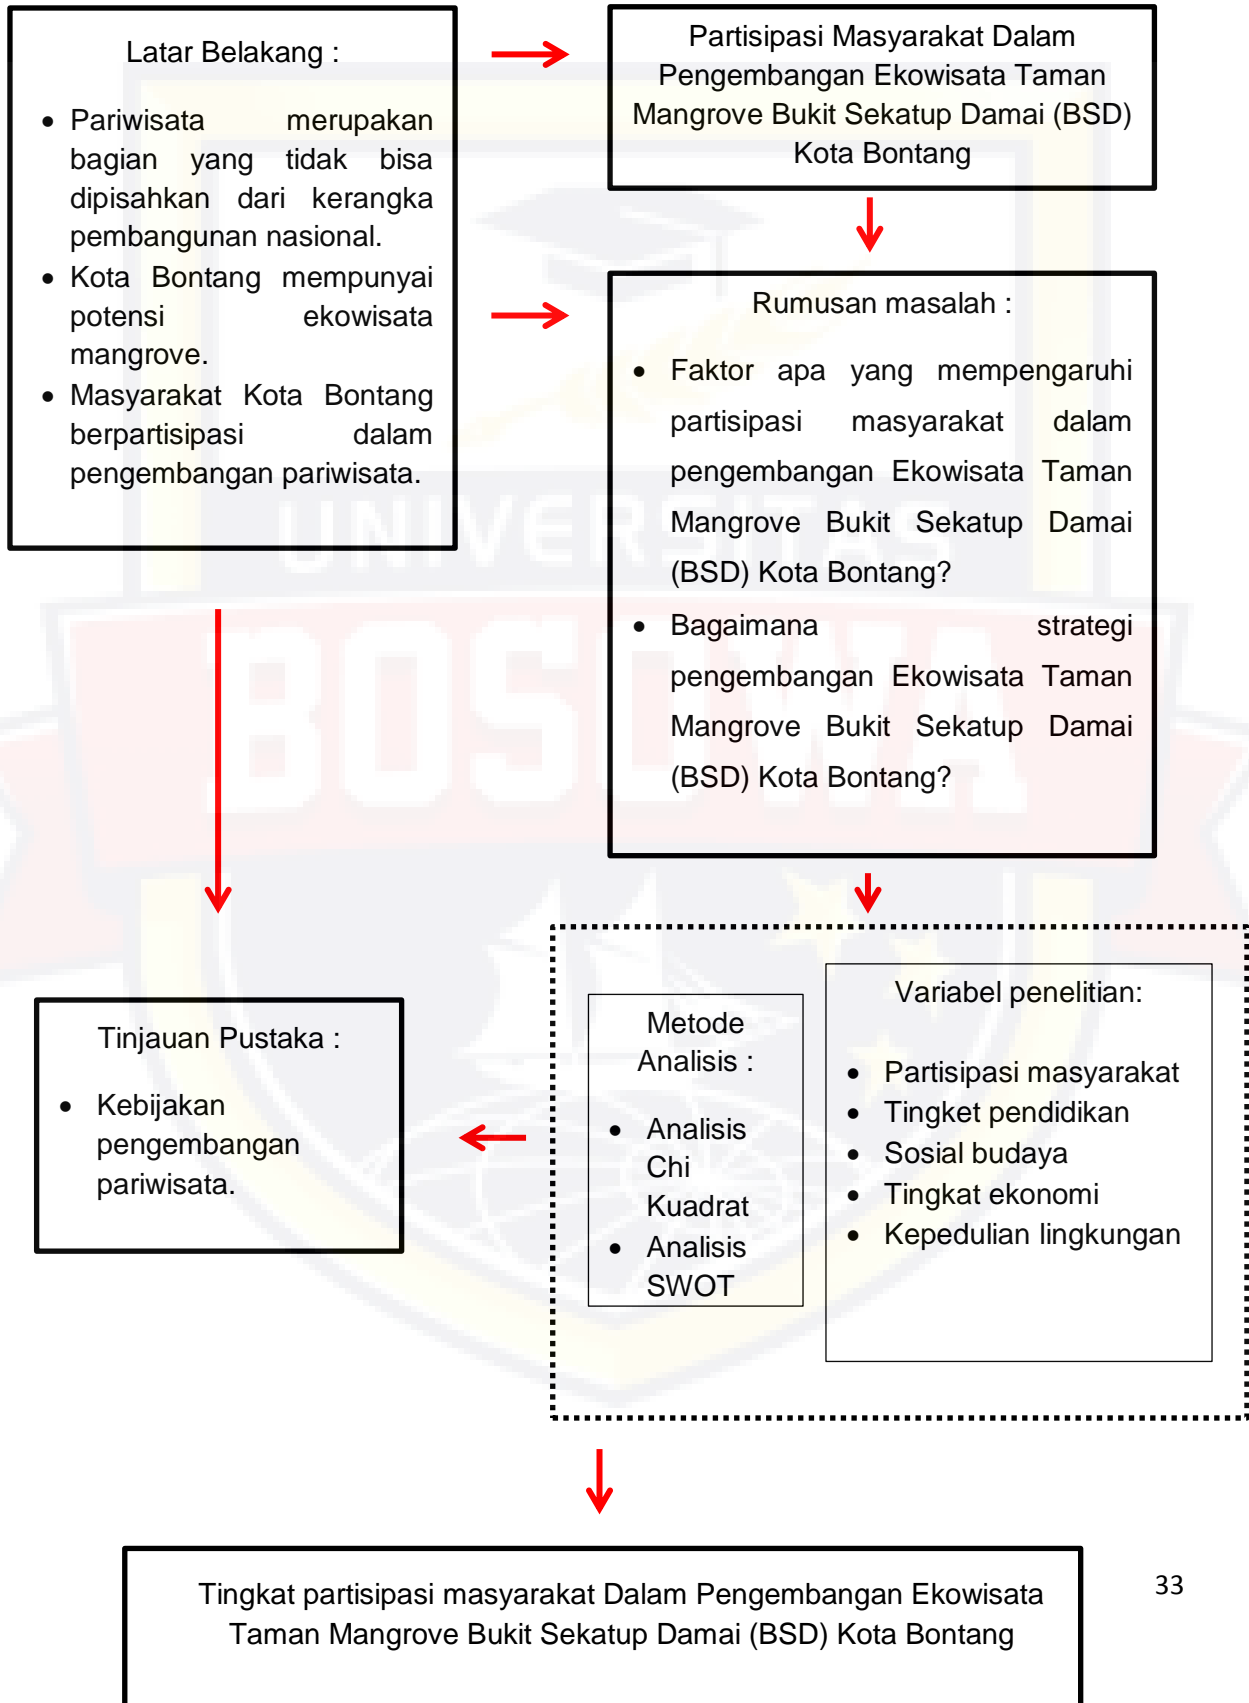 Latar Belakang :
• Pariwisata merupakan
bagian yang tidak bisa
dipisahkan dari kerangka
pembangunan nasional.
• Kota Bontang mempunyai
potensi ekowisata
mangrove.
• Masyarakat Kota Bontang
berpartisipasi dalam
pengembangan pariwisata.
Partisipasi Masyarakat Dalam
Pengembangan Ekowisata Taman
Mangrove Bukit Sekatup Damai (BSD)
Kota Bontang
Rumusan masalah :
• Faktor apa yang mempengaruhi
partisipasi masyarakat dalam
pengembangan Ekowisata Taman
Mangrove Bukit Sekatup Damai
(BSD) Kota Bontang?
• Bagaimana strategi
pengembangan Ekowisata Taman
Mangrove Bukit Sekatup Damai
(BSD) Kota Bontang?
UNIVERSITAS
BOSOWA
Tinjauan Pustaka :
• Kebijakan
pengembangan
pariwisata.
Metode
Analisis :
• Analisis
Chi
Kuadrat
• Analisis
SWOT
Variabel penelitian:
• Partisipasi masyarakat
• Tingket pendidikan
• Sosial budaya
• Tingkat ekonomi
• Kepedulian lingkungan
Tingkat partisipasi masyarakat Dalam Pengembangan Ekowisata
Taman Mangrove Bukit Sekatup Damai (BSD) Kota Bontang
33